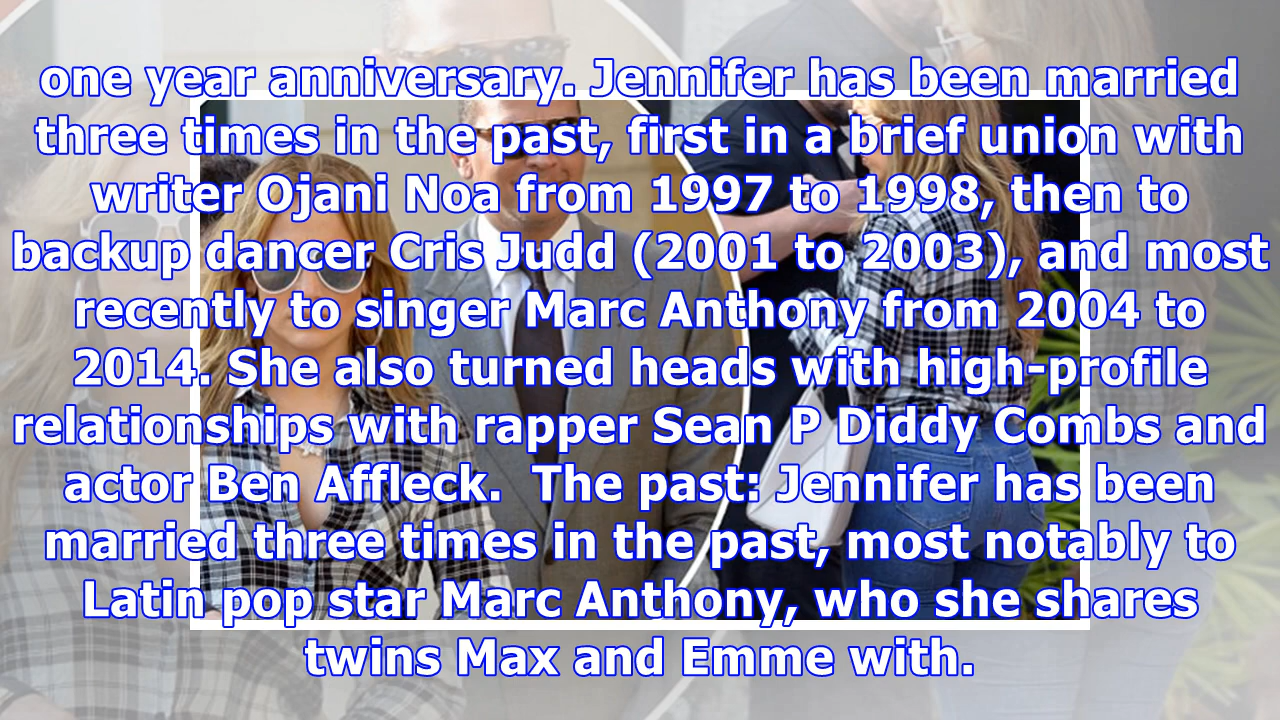 one year anniversary. Jennifer has been married
three times in the past, first in a brief union with
writer Ojani Noa from 1997 to 1998, then to
backup dancer Cris Judd (2001 to 2003), and most
recently to singer Marc Anthony from 2004 to
2014. She also turned heads with high-profile
relationships with rapper Sean P Diddy Combs and
actor Ben Affleck.  The past: Jennifer has been
married three times in the past, most notably to
Latin pop star Marc Anthony, who she shares
twins Max and Emme with.